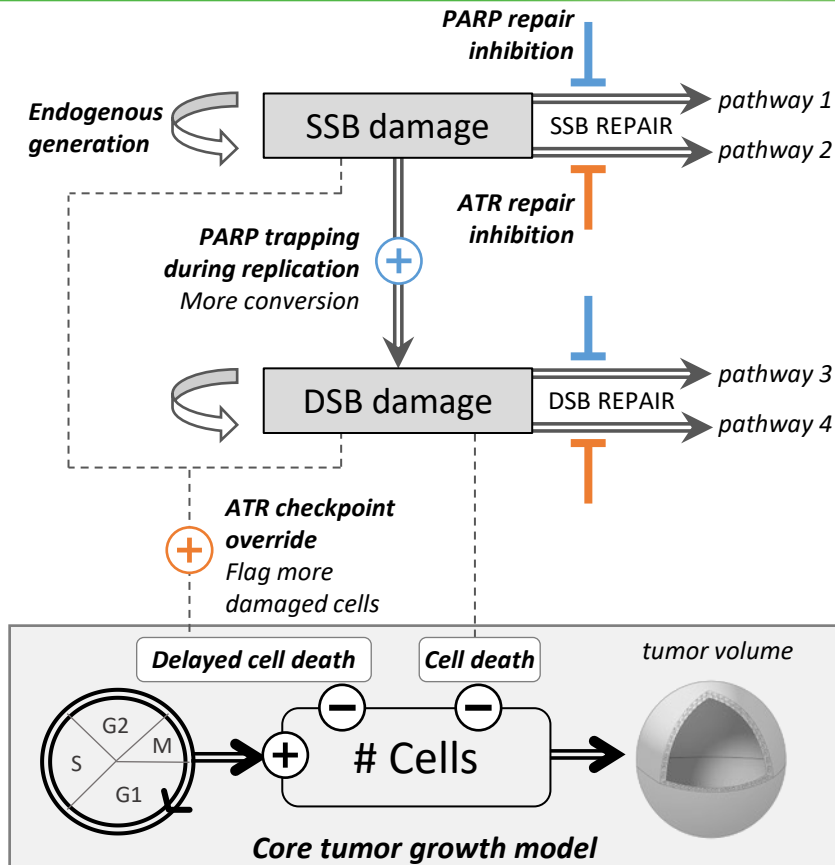 PARP repair
inhibition
Endogenous
generation
SSB damage
pathway 1
SSB REPAIR
pathway 2
ATR repair
inhibition
PARP trapping
during replication
More conversion
+
DSB damage
pathway 3
DSB REPAIR
pathway 4
ATR checkpoint
override
Flag more
damaged cells
+
Delayed cell death
Cell death
tumor volume
−
−
G2
M
S
G1
+
# Cells
Core tumor growth model